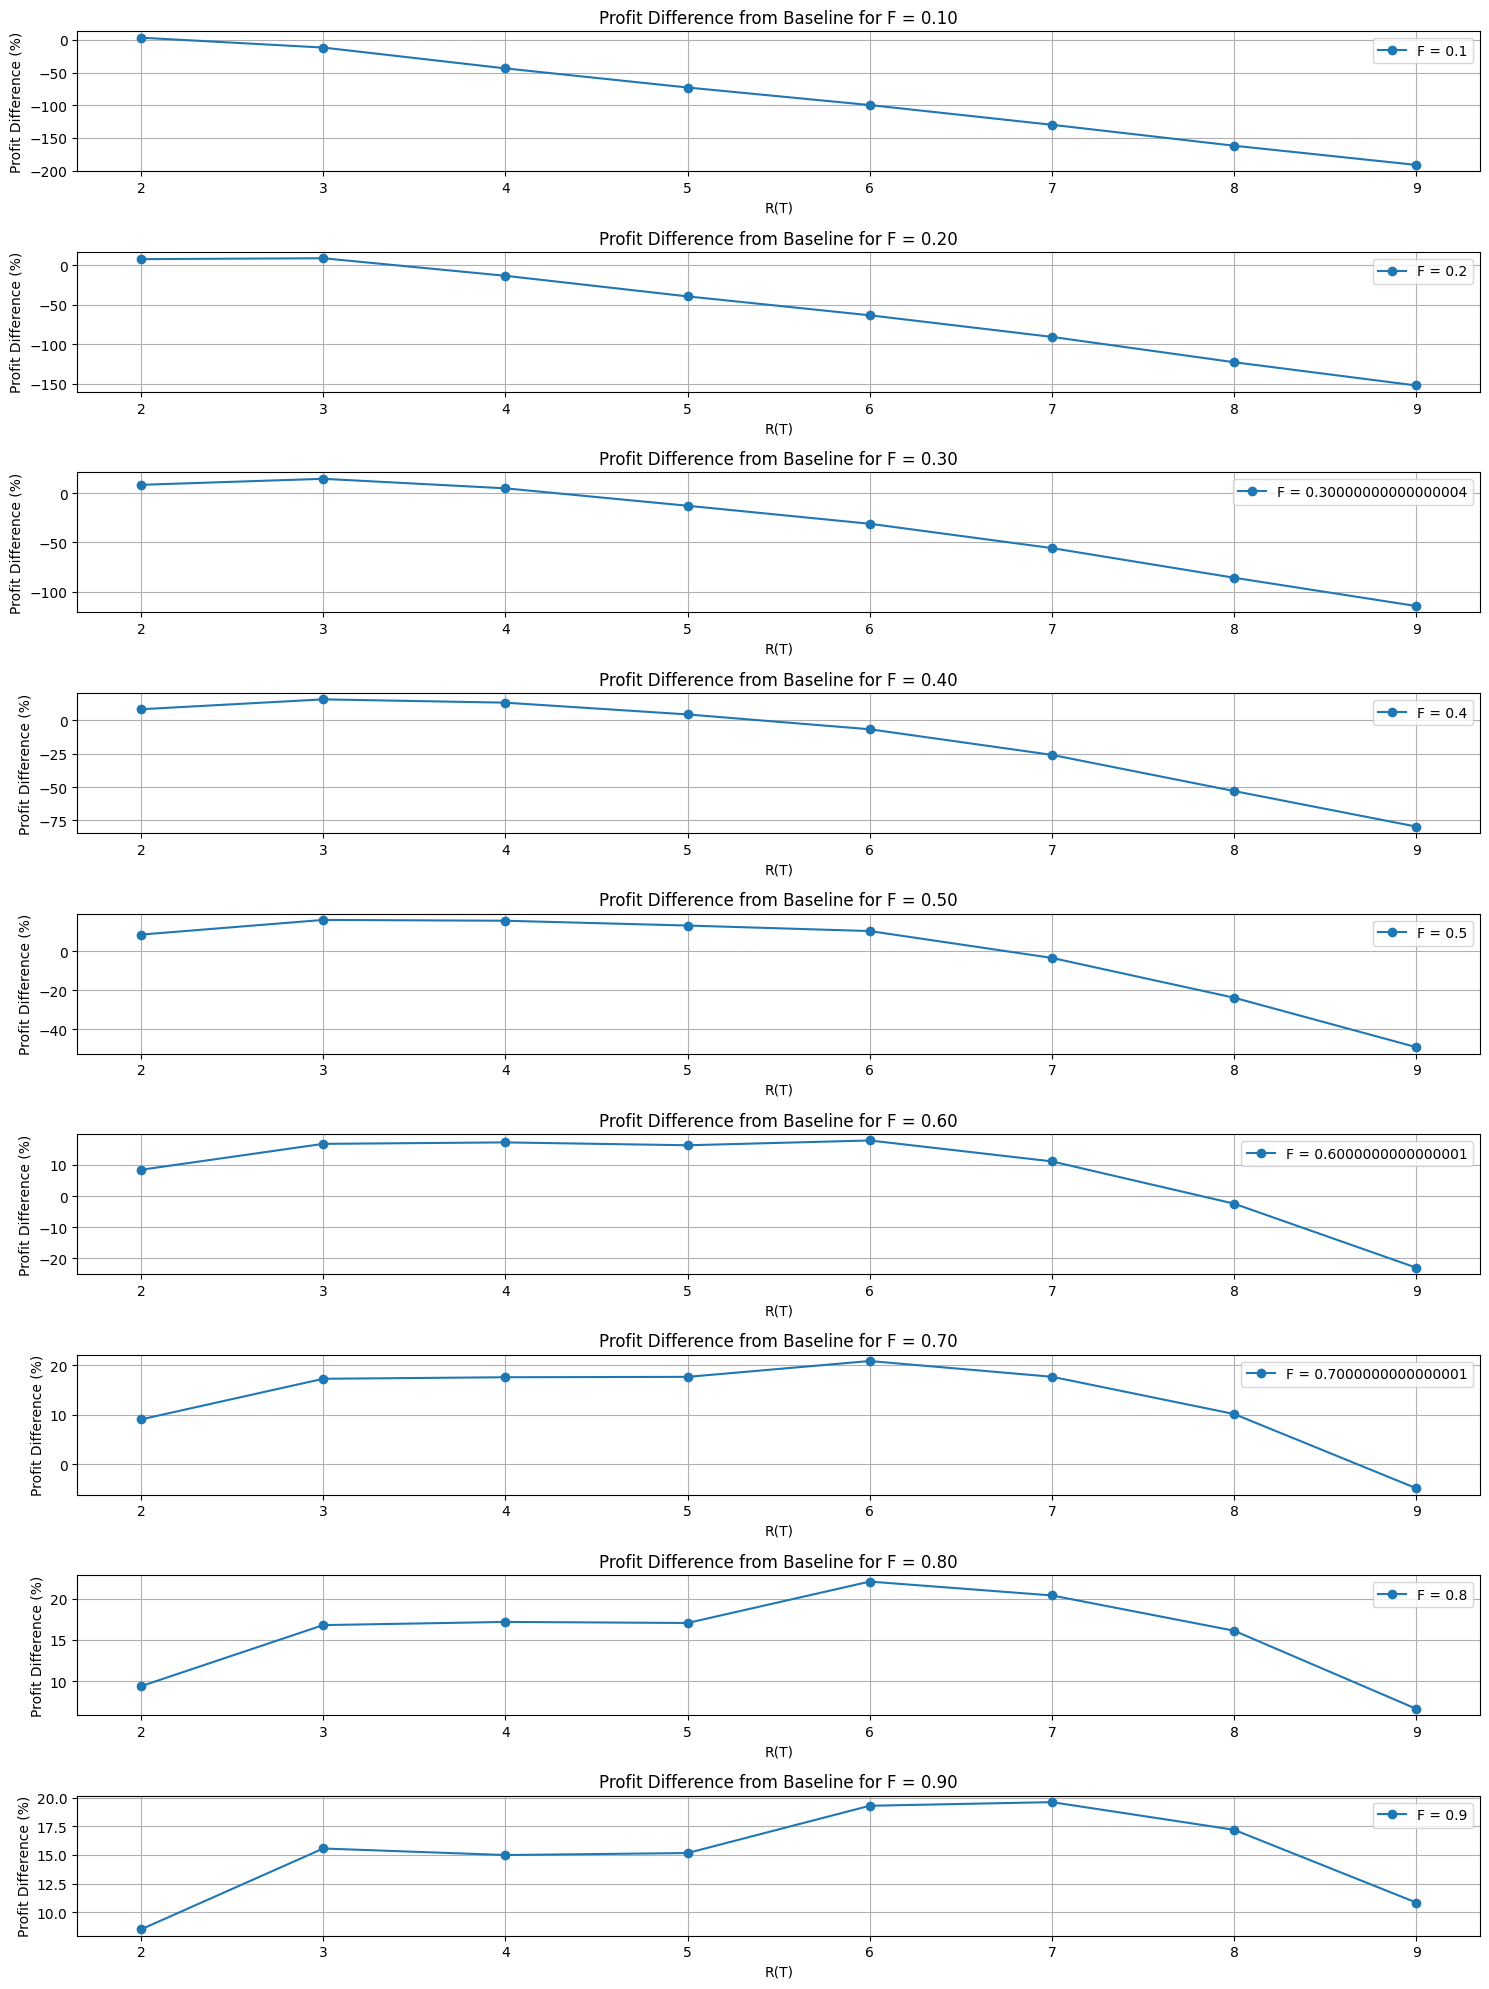 Profit Difference from Baseline for F = 0.10
Profit Difference (%)
0
−50
−100
−150
−200
F = 0.1
2 3 4 5 6 7 8 9
R(T)
Profit Difference from Baseline for F = 0.20
Profit Difference (%)
0
−50
−100
−150
F = 0.2
2 3 4 5 6 7 8 9
R(T)
Profit Difference from Baseline for F = 0.30
Profit Difference (%)
0
−50
−100
F = 0.30000000000000004
2 3 4 5 6 7 8 9
R(T)
Profit Difference from Baseline for F = 0.40
Profit Difference (%)
0
−25
−50
−75
F = 0.4
2 3 4 5 6 7 8 9
R(T)
Profit Difference from Baseline for F = 0.50
Profit Difference (%)
0
−20
−40
F = 0.5
2 3 4 5 6 7 8 9
R(T)
Profit Difference from Baseline for F = 0.60
Profit Difference (%)
10
0
−10
−20
F = 0.6000000000000001
2 3 4 5 6 7 8 9
R(T)
Profit Difference from Baseline for F = 0.70
Profit Difference (%)
20
10
0
F = 0.7000000000000001
2 3 4 5 6 7 8 9
R(T)
Profit Difference from Baseline for F = 0.80
Profit Difference (%)
20
15
10
F = 0.8
2 3 4 5 6 7 8 9
R(T)
Profit Difference from Baseline for F = 0.90
Profit Difference (%)
20.0
17.5
15.0
12.5
10.0
F = 0.9
2 3 4 5 6 7 8 9
R(T)